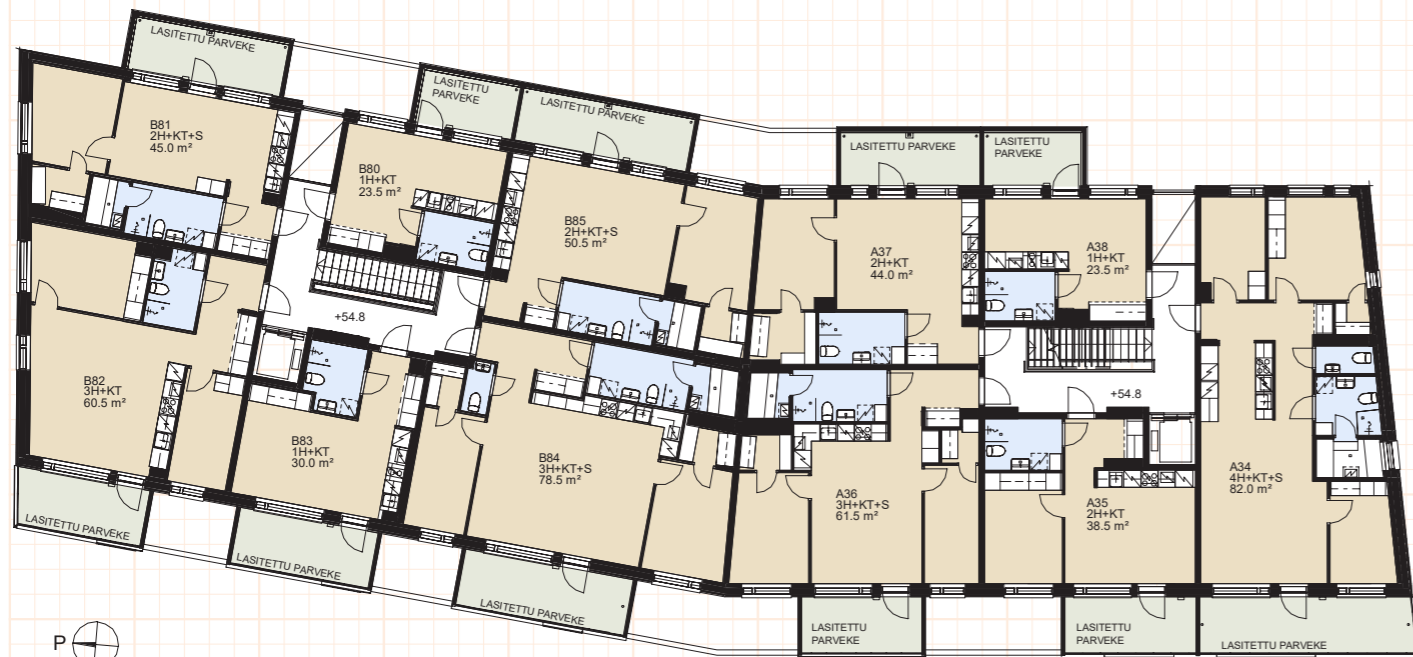 LASITETTU PARVEKE
B81
2H+KT+S
45.0 m²
LASITETTU
PARVEKE
LASITETTU PARVEKE
B80
1H+KT
23.5 m²
B85
2H+KT+S
50.5 m²
LASITETTU PARVEKE
LASITETTU
PARVEKE
A37
2H+KT
44.0 m²
A38
1H+KT
23.5 m²
+54.8
B82
3H+KT
60.5 m²
B83
1H+KT
30.0 m²
B84
3H+KT+S
78.5 m²
+54.8
A36
3H+KT+S
61.5 m²
A35
2H+KT
38.5 m²
A34
4H+KT+S
82.0 m²
LASITETTU PARVEKE
LASITETTU PARVEKE
LASITETTU PARVEKE
LASITETTU
PARVEKE
LASITETTU
PARVEKE
LASITETTU PARVEKE
P